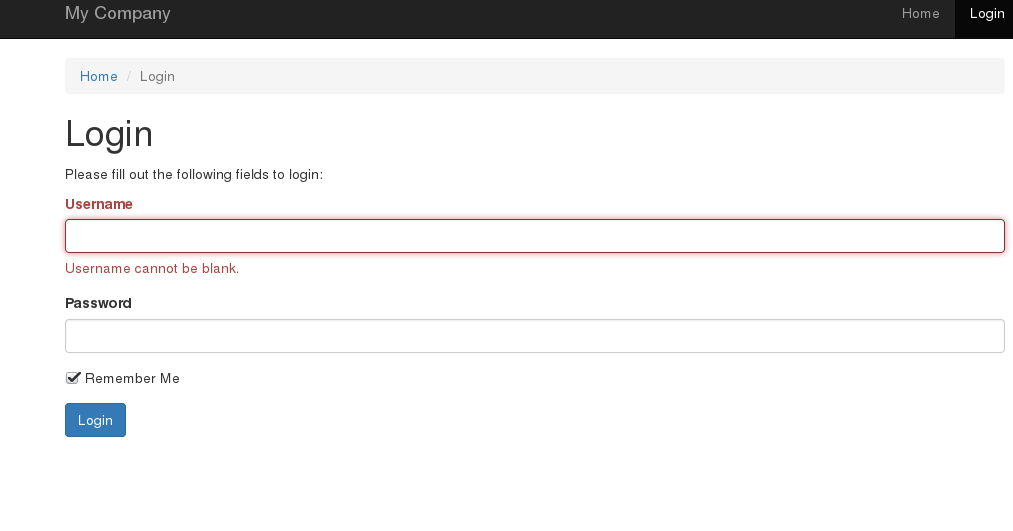 My Company Home Login
Home / Login
Login
Please fill out the following fields to login:
Username
Username cannot be blank.
Password
Remember Me
Login